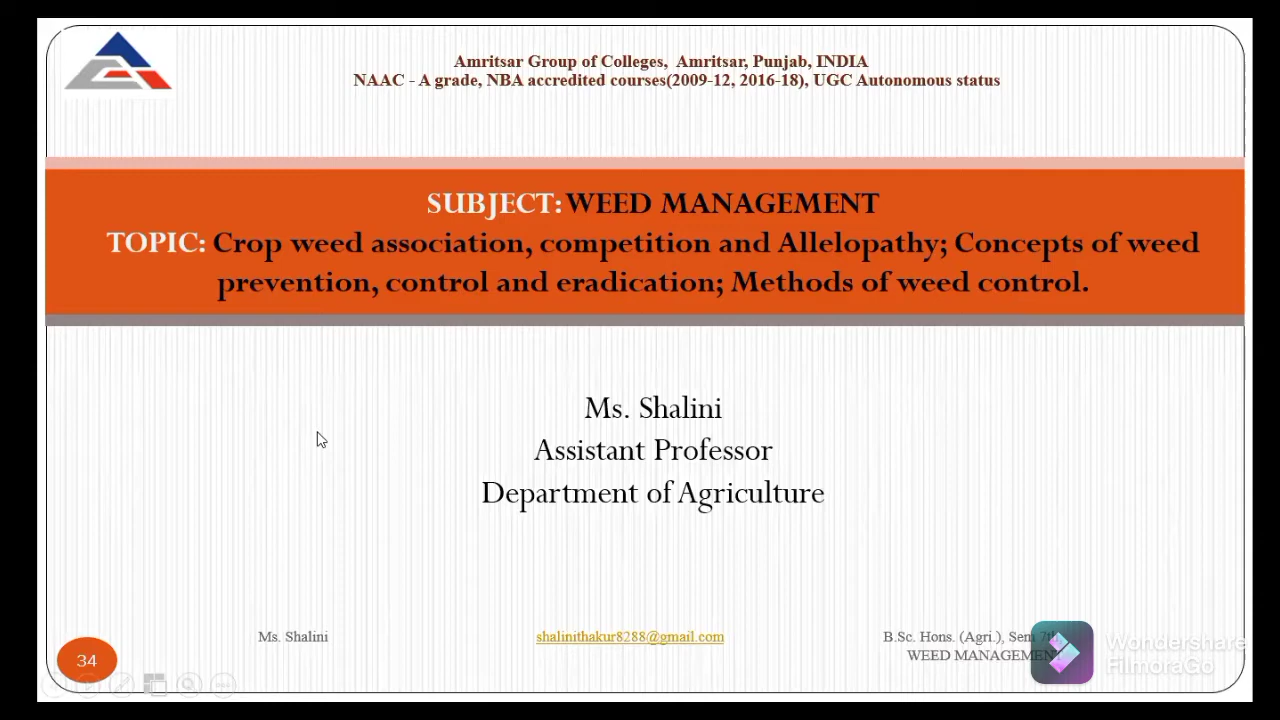 Amritsar Group of Colleges, Amritsar, Punjab, INDIA
NAAC - A grade, NBA accredited courses(2009-12, 2016-18), UGC Autonomous status
SUBJECT: WEED MANAGEMENT
TOPIC: Crop weed association, competition and Allelopathy; Concepts of weed
prevention, control and eradication; Methods of weed control.
Ms. Shalini
Assistant Professor
Department of Agriculture
Ms. Shalini
shalinithakur8288@gmail.com
B.Sc. Hons. (Agri.), Sem 7th
WEED MANAGEMENT
34
Wondershare
FilmoraGo